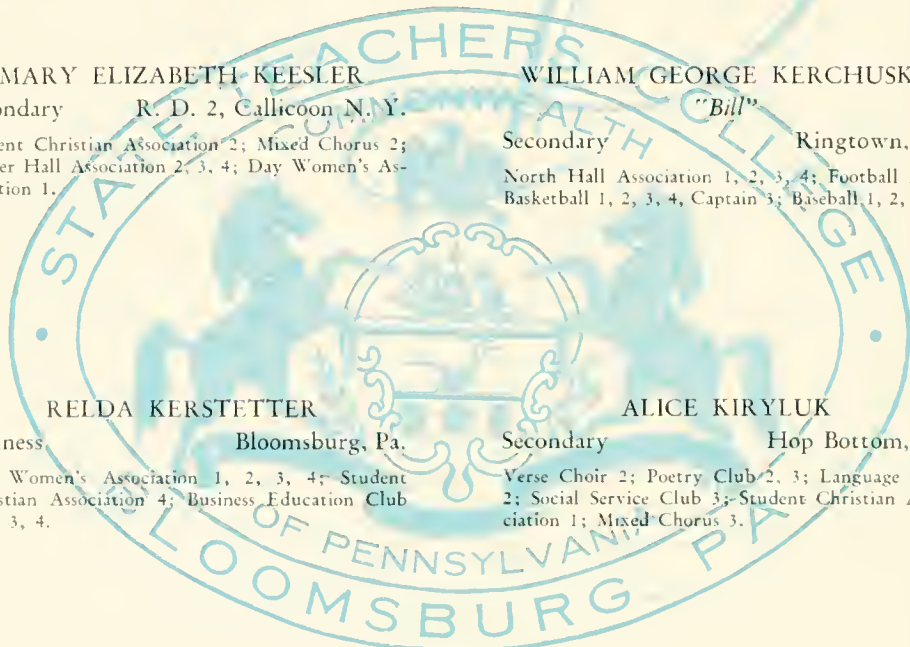 MARY ELIZABETH KEESLER
ondary R. D. 2, Callicoon N. Y.
ent Christian Association 2; Mixed Chorus 2;
er Hall Association 2, 3, 4; Day Women's As-
tion 1.
WILLIAM GEORGE KERCHUSK
"Bill"
Secondary Ringtown,
North Hall Association 1, 2, 3, 4; Football
Basketball 1, 2, 3, 4, Captain 3; Baseball 1, 2,
RELDA KERSTETTER
ness Bloomsburg, Pa.
Women's Association 1, 2, 3, 4; Student
stian Association 4; Business Education Club
3, 4.
ALICE KIRYLUK
Secondary Hop Bottom,
Verse Choir 2; Poetry Club 2, 3; Language
2; Social Service Club 3; Student Christian A
ciation 1; Mixed Chorus 3.
STATE TEACHERS COLLEGE
COMMONWEALTH
OF PENNSYLVANIA
BLOOMSBURG PA